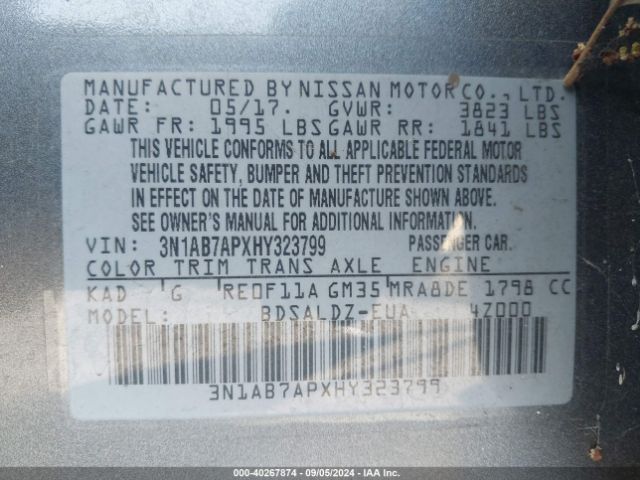 MANUFACTURED BY NISSAN MOTOR CO., LTD.
DATE: 05/17. GVWR: 3823 LBS
GAWR FR: 1995 LBS GAWR RR: 1841 LBS
THIS VEHICLE CONFORMS TO ALL APPLICABLE FEDERAL MOTOR
VEHICLE SAFETY, BUMPER AND THEFT PREVENTION STANDARDS
IN EFFECT ON THE DATE OF MANUFACTURE SHOWN ABOVE.
SEE OWNER'S MANUAL FOR ADDITIONAL INFORMATION.
VIN: 3N1AB7APXHY323799 PASSENGER CAR.
COLOR TRIM TRANS AXLE ENGINE
KAD G RE0F11A GM35 MRA8DE 1798 CC
MODEL: BDSALDZ-EUA 4Z000
3N1AB7APXHY323799
000-40267874 | 09/05/2024 | IAA Inc.